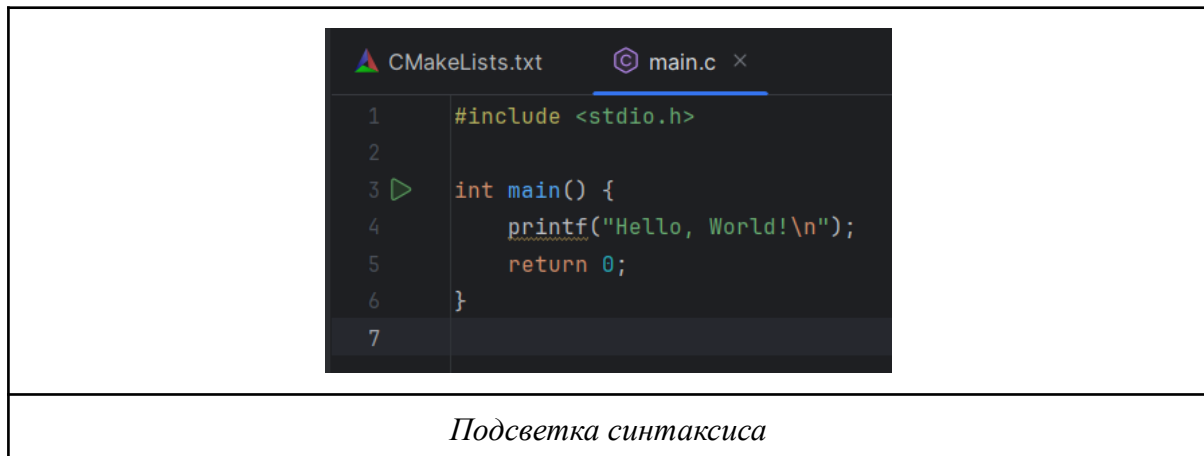 CMakeLists.txt main.c
1 #include <stdio.h>
2
3 int main() {
4     printf("Hello, World!\n");
5     return 0;
6 }
7
Подсветка синтаксиса